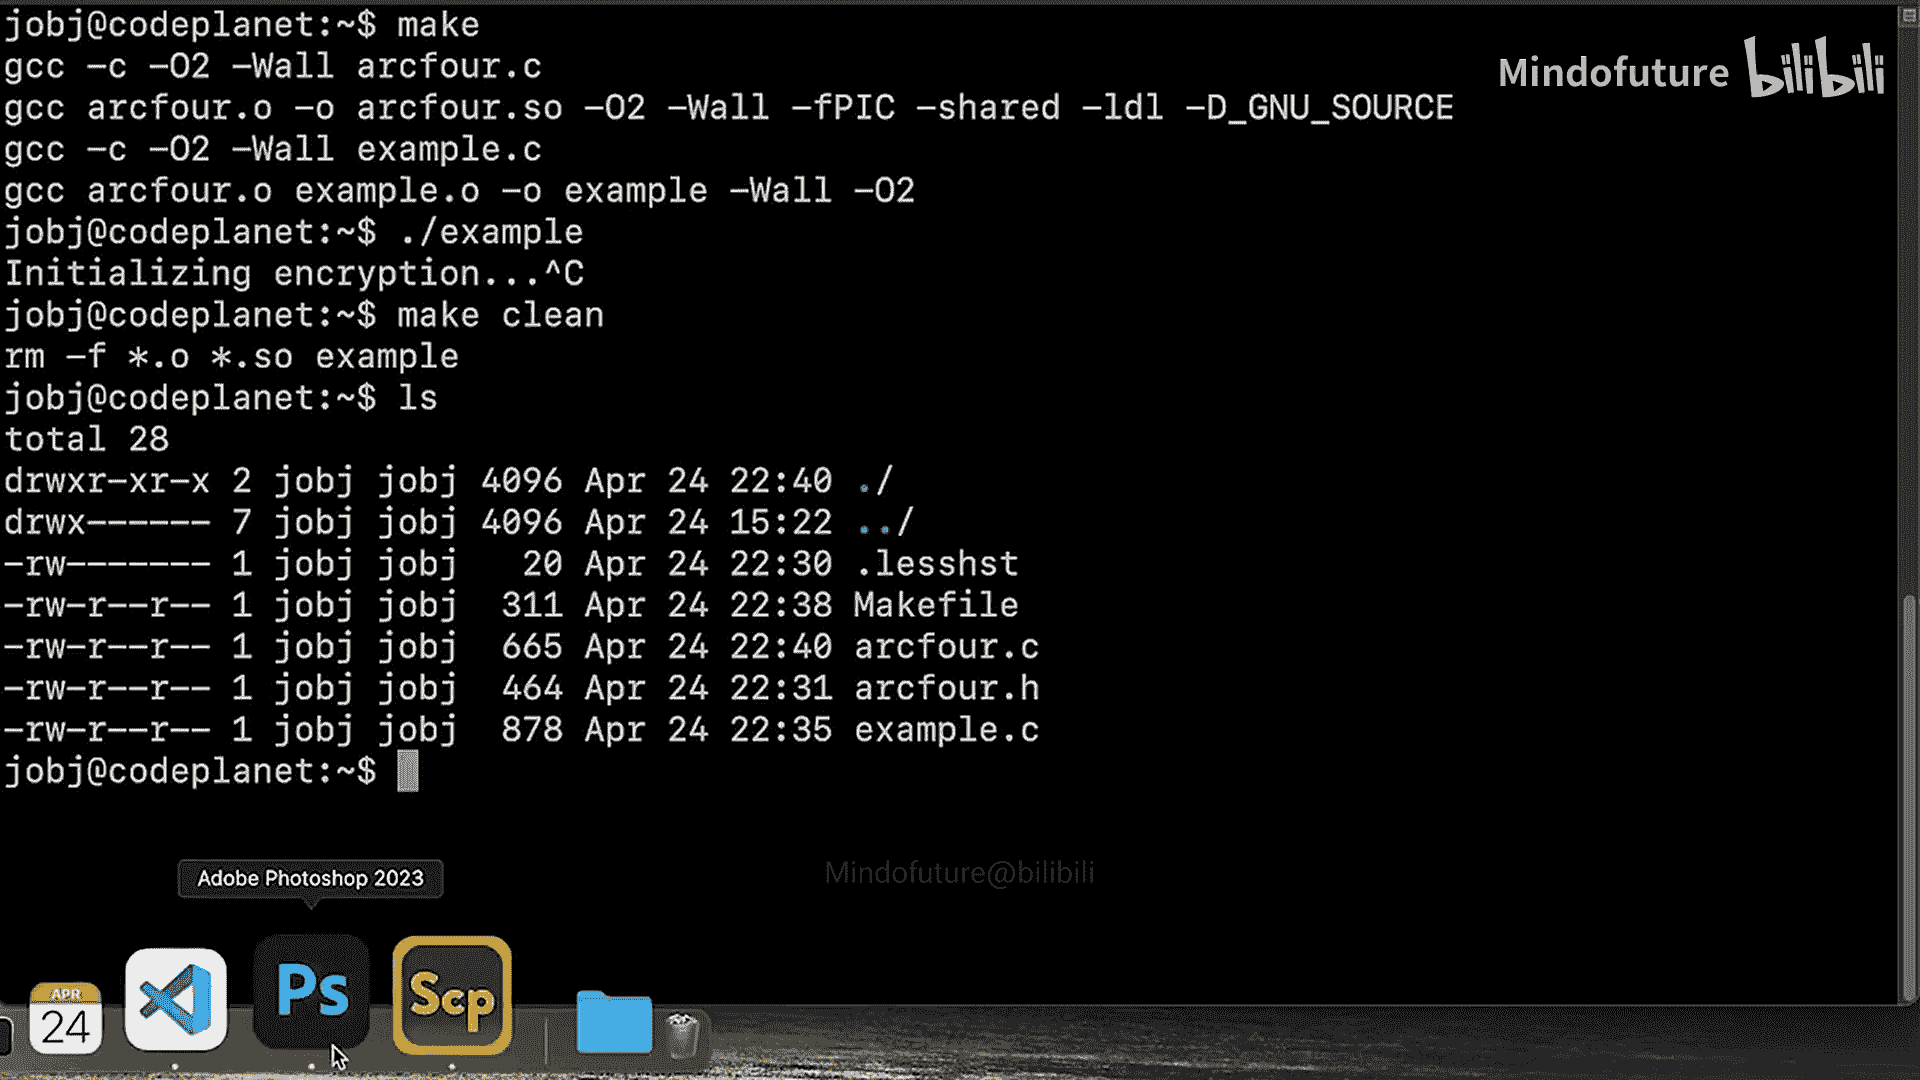 jobj@codeplanet:~$ make
gcc -c -O2 -Wall arcfour.c
gcc arcfour.o -o arcfour.so -O2 -Wall -fPIC -shared -ldl -D_GNU_SOURCE
gcc -c -O2 -Wall example.c
gcc arcfour.o example.o -o example -Wall -O2
jobj@codeplanet:~$ ./example
Initializing encryption...^C
jobj@codeplanet:~$ make clean
rm -f *.o *.so example
jobj@codeplanet:~$ ls
total 28
drwxr-xr-x 2 jobj jobj 4096 Apr 24 22:40 ./
drwx------ 7 jobj jobj 4096 Apr 24 15:22 ../
-rw------- 1 jobj jobj   20 Apr 24 22:30 .lesshst
-rw-r--r-- 1 jobj jobj  311 Apr 24 22:38 Makefile
-rw-r--r-- 1 jobj jobj  665 Apr 24 22:40 arcfour.c
-rw-r--r-- 1 jobj jobj  464 Apr 24 22:31 arcfour.h
-rw-r--r-- 1 jobj jobj  878 Apr 24 22:35 example.c
jobj@codeplanet:~$
Mindofuture bilibili
Mindofuture@bilibili
Adobe Photoshop 2023
APR
24
Ps
Scp